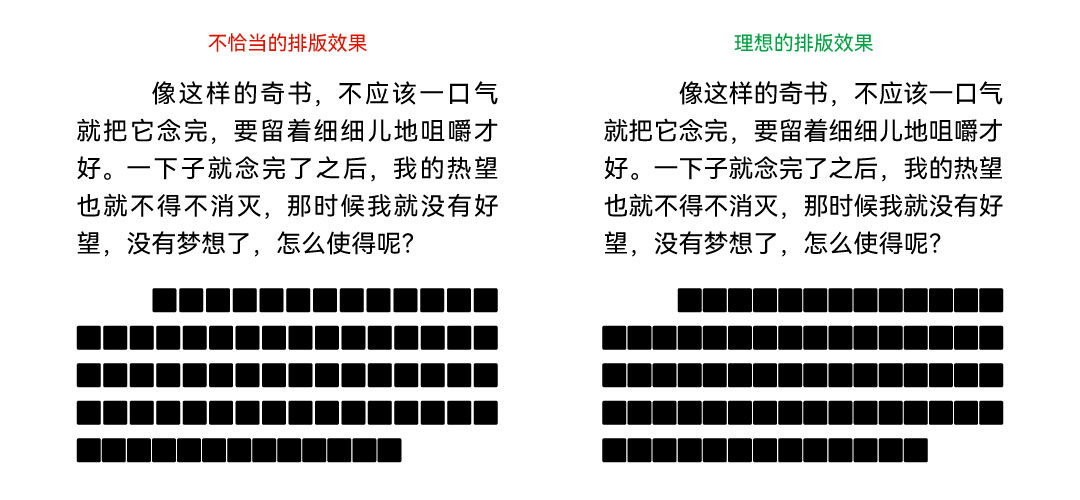 不恰当的排版效果
像这样的奇书，不应该一口气
就把它念完，要留着细细儿地咀嚼才
好。一下子就念完了之后，我的热望
也就不得不消灭，那时候我就没有好
望，没有梦想了，怎么使得呢？
理想的排版效果
像这样的奇书，不应该一口气
就把它念完，要留着细细儿地咀嚼才
好。一下子就念完了之后，我的热望
也就不得不消灭，那时候我就没有好
望，没有梦想了，怎么使得呢？